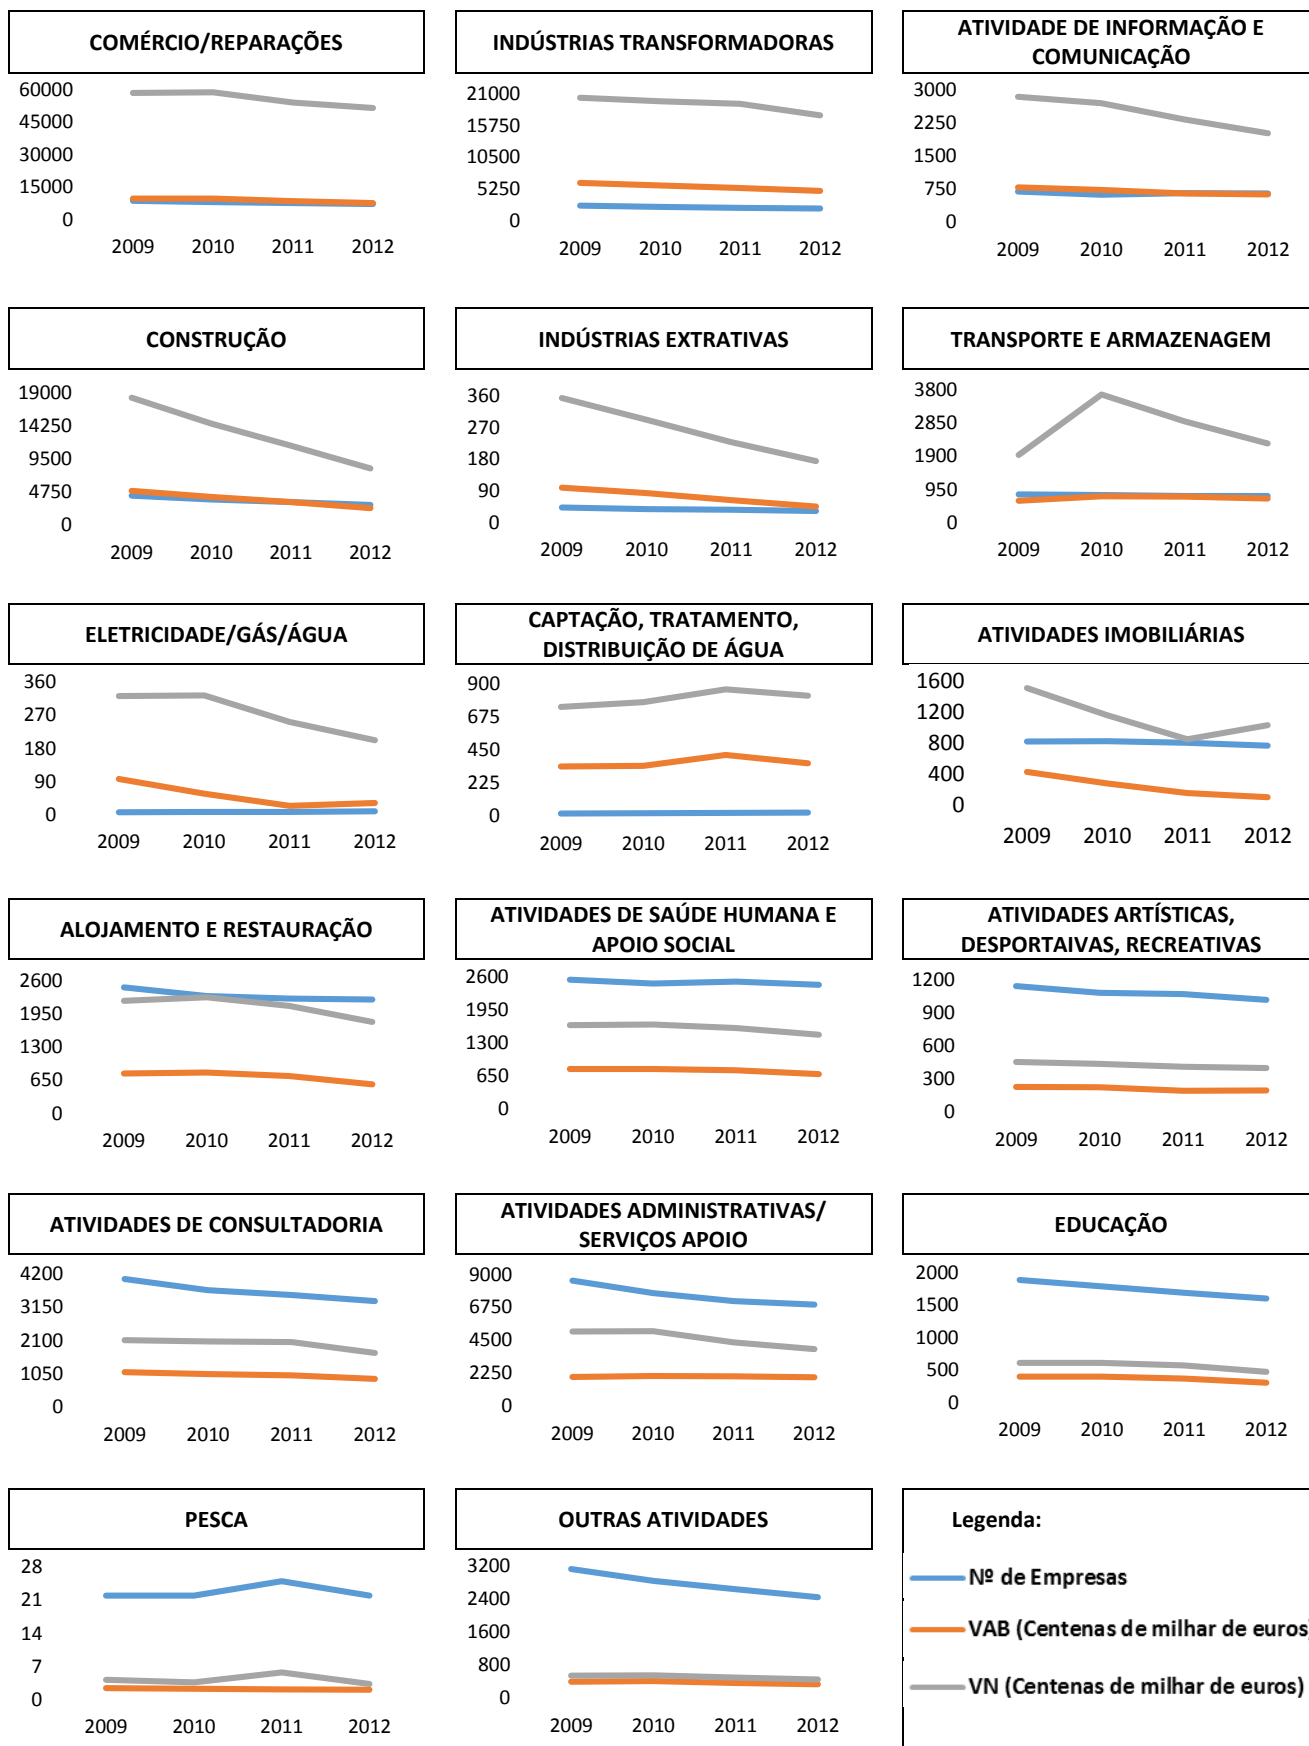 COMÉRCIO/REPARAÇÕES
60000
45000
30000
15000
0
2009 2010 2011 2012
INDÚSTRIAS TRANSFORMADORAS
21000
15750
10500
5250
0
2009 2010 2011 2012
ATIVIDADE DE INFORMAÇÃO E
COMUNICAÇÃO
3000
2250
1500
750
0
2009 2010 2011 2012
CONSTRUÇÃO
19000
14250
9500
4750
0
2009 2010 2011 2012
INDÚSTRIAS EXTRATIVAS
360
270
180
90
0
2009 2010 2011 2012
TRANSPORTE E ARMAZENAGEM
3800
2850
1900
950
0
2009 2010 2011 2012
ELETRICIDADE/GÁS/ÁGUA
360
270
180
90
0
2009 2010 2011 2012
CAPTAÇÃO, TRATAMENTO,
DISTRIBUIÇÃO DE ÁGUA
900
675
450
225
0
2009 2010 2011 2012
ATIVIDADES IMOBILIÁRIAS
1600
1200
800
400
0
2009 2010 2011 2012
ALOJAMENTO E RESTAURAÇÃO
2600
1950
1300
650
0
2009 2010 2011 2012
ATIVIDADES DE SAÚDE HUMANA E
APOIO SOCIAL
2600
1950
1300
650
0
2009 2010 2011 2012
ATIVIDADES ARTÍSTICAS,
DESPORTAIVAS, RECREATIVAS
1200
900
600
300
0
2009 2010 2011 2012
ATIVIDADES DE CONSULTADORIA
4200
3150
2100
1050
0
2009 2010 2011 2012
ATIVIDADES ADMINISTRATIVAS/
SERVIÇOS APOIO
9000
6750
4500
2250
0
2009 2010 2011 2012
EDUCAÇÃO
2000
1500
1000
500
0
2009 2010 2011 2012
PESCA
28
21
14
7
0
2009 2010 2011 2012
OUTRAS ATIVIDADES
3200
2400
1600
800
0
2009 2010 2011 2012
Legenda:
Nº de Empresas
VAB (Centenas de milhar de euros)
VN (Centenas de milhar de euros)